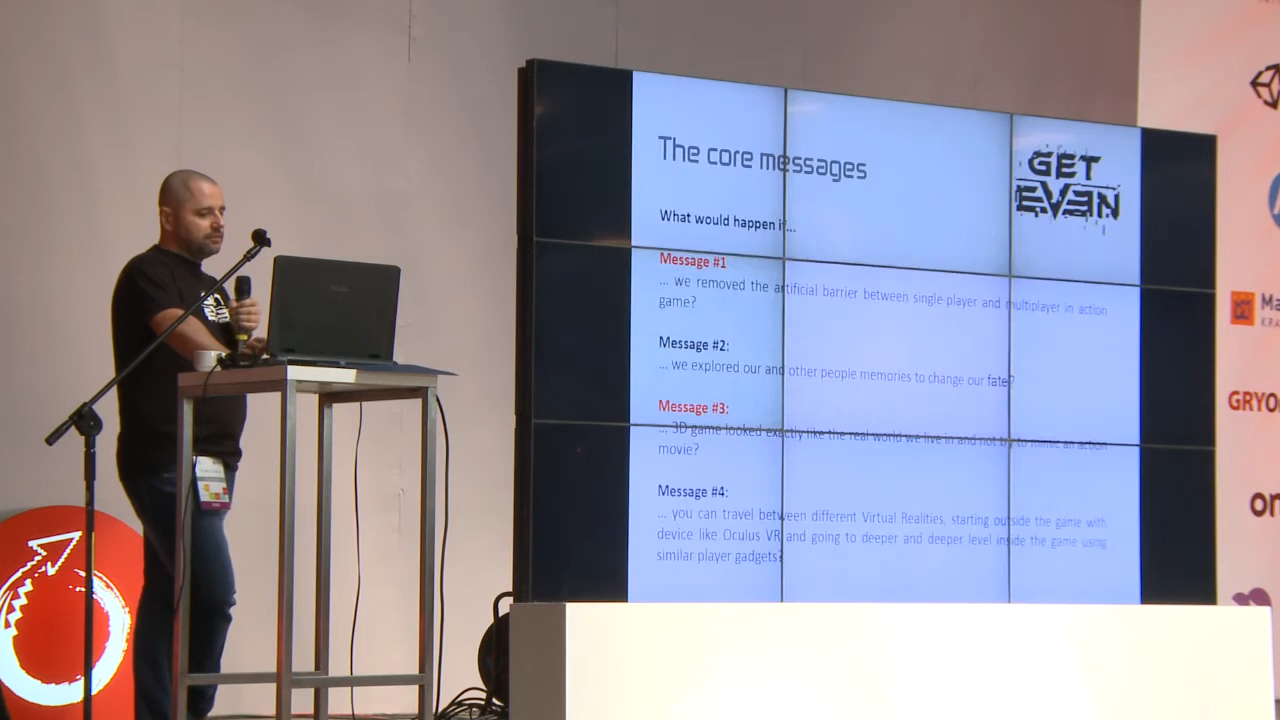 The core messages
GET
EVEN
What would happen if...
Message #1
... we removed the artificial barrier between single-player and multiplayer in action
game?
Message #2:
... we explored our and other people memories to change our fate?
Message #3:
... 3D game looked exactly like the real world we live in and not try to mimic an action
movie?
Message #4:
... you can travel between different Virtual Realities, starting outside the game with
device like Oculus VR and going to deeper and deeper level inside the game using
similar player gadgets?
Ma
KRA
GRYO
on